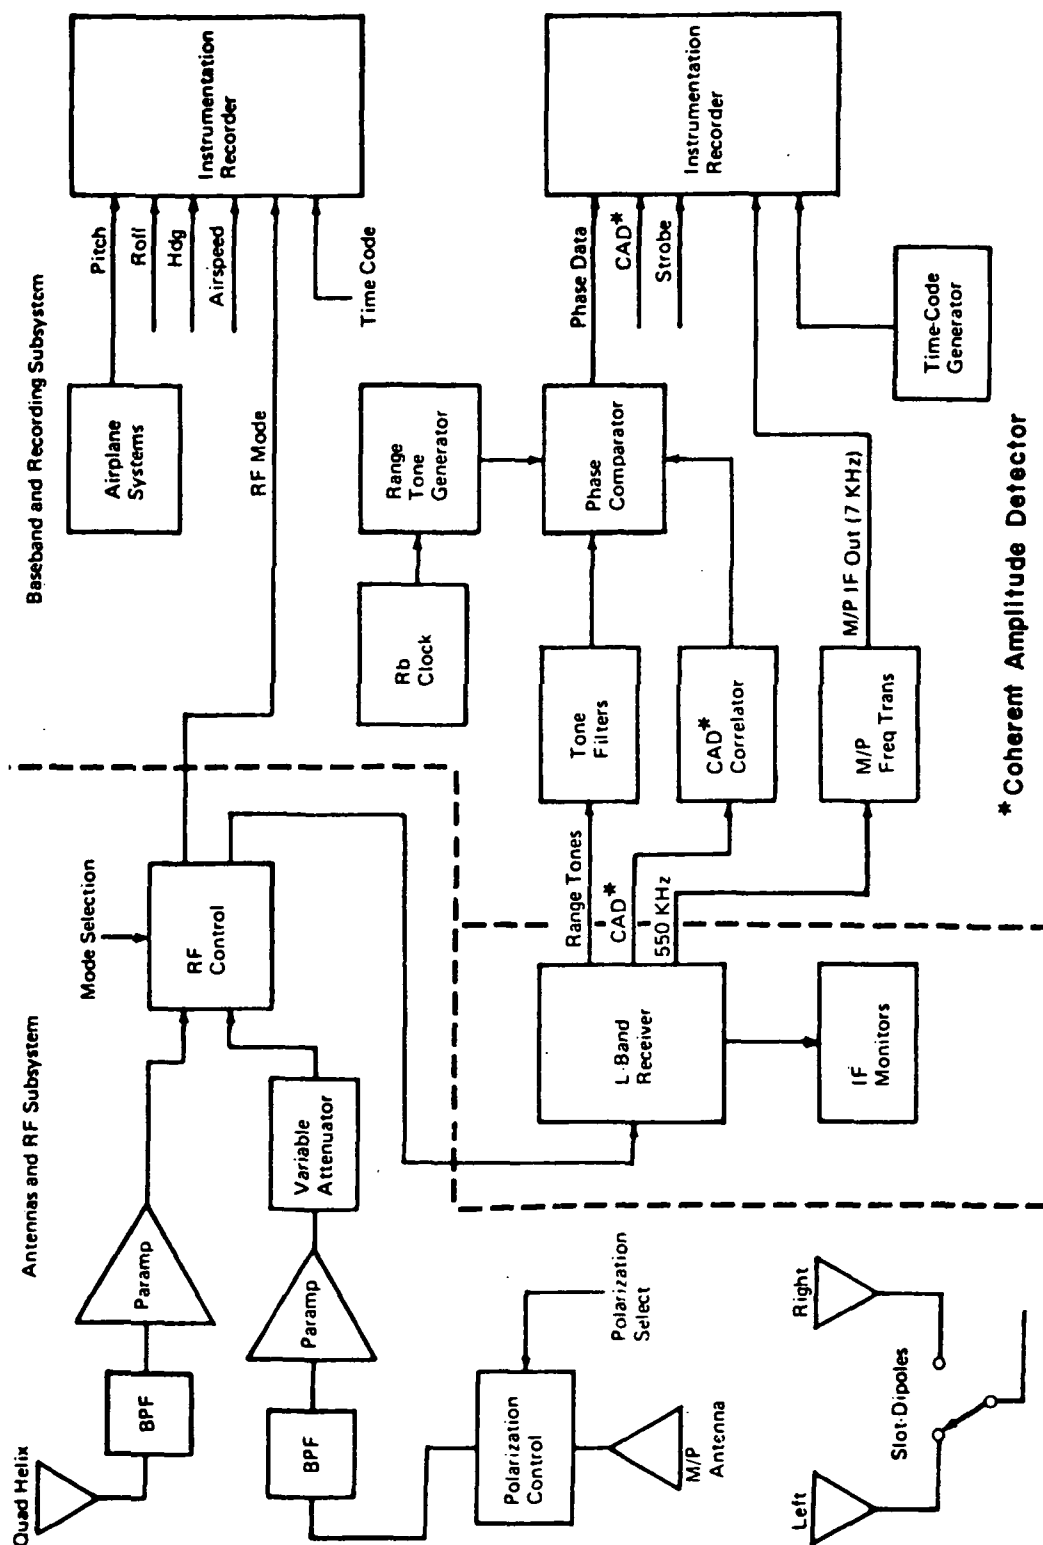 Antennas and RF Subsystem
Baseband and Recording Subsystem
Quad Helix
BPF
Paramp
Mode Selection
RF
Control
RF Mode
Airplane
Systems
Pitch
Roll
Hdg
Airspeed
Time Code
Instrumentation
Recorder
BPF
Paramp
Variable
Attenuator
Polarization
Control
Polarization
Select
M/P
Antenna
Left
Right
Slot-Dipoles
L-Band
Receiver
IF
Monitors
Range Tones
CAD*
550 KHz
Tone
Filters
CAD*
Correlator
M/P
Freq Trans
Rb
Clock
Range
Tone
Generator
Phase
Comparator
M/P IF Out (7 KHz)
Phase Data
CAD*
Strobe
Time-Code
Generator
Instrumentation
Recorder
*Coherent Amplitude Detector